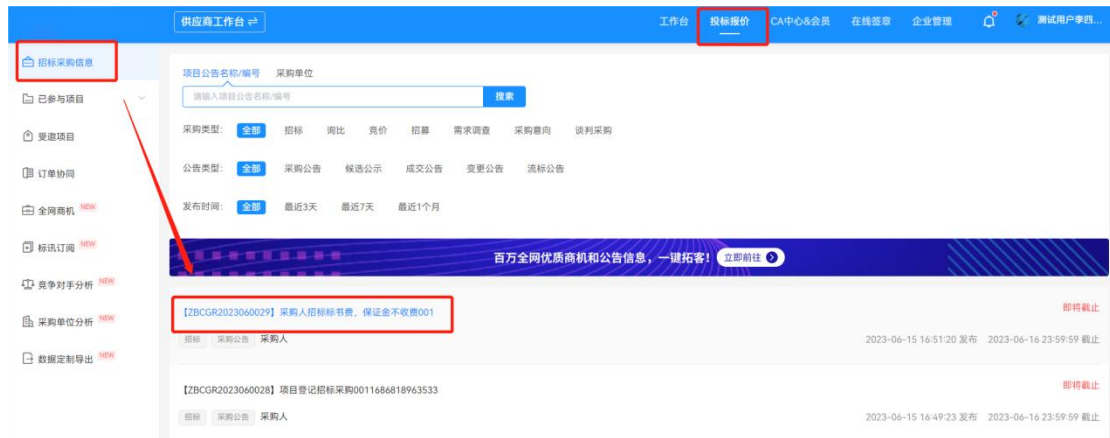 供应商工作台 ⇌
工作台 投标报价 CA中心&会员 在线签章 企业管理 测试用户李四...
招标采购信息
已参与项目
受邀项目
订单协同
全网商机 NEW
标讯订阅 NEW
竞争对手分析 NEW
采购单位分析 NEW
数据定制导出 NEW
项目公告名称/编号 采购单位
请输入项目公告名称/编号 搜索
采购类型: 全部 招标 询比 竞价 招募 需求调查 采购意向 谈判采购
公告类型: 全部 采购公告 候选公示 成交公告 变更公告 流标公告
发布时间: 全部 最近3天 最近7天 最近1个月
百万全网优质商机和公告信息，一键拓客! 立即前往
【ZBCGR2023060029】采购人招标标书费，保证金不收费001 即将截止
招标 采购公告 采购人 2023-06-15 16:51:20 发布 2023-06-16 23:59:59 截止
【ZBCGR2023060028】项目登记招标采购0011686818963533 即将截止
招标 采购公告 采购人 2023-06-15 16:49:23 发布 2023-06-16 23:59:59 截止